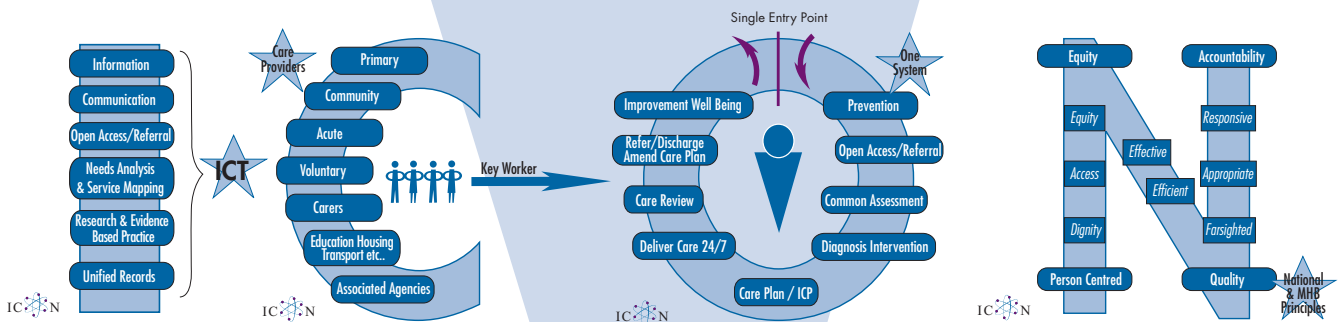 Information
Communication
Open Access/Referral
Needs Analysis
& Service Mapping
Research & Evidence
Based Practice
Unified Records
ICT
IC N
Care
Providers
Primary
Community
Acute
Voluntary
Carers
Education Housing
Transport etc..
Associated Agencies
IC N
Key Worker
Single Entry Point
One
System
Improvement Well Being
Refer/Discharge
Amend Care Plan
Care Review
Deliver Care 24/7
Care Plan / ICP
Prevention
Open Access/Referral
Common Assessment
Diagnosis Intervention
IC N
Equity
Equity
Access
Dignity
Person Centred
Effective
Efficient
Accountability
Responsive
Appropriate
Farsighted
Quality
National
& MHB
Principles
IC N